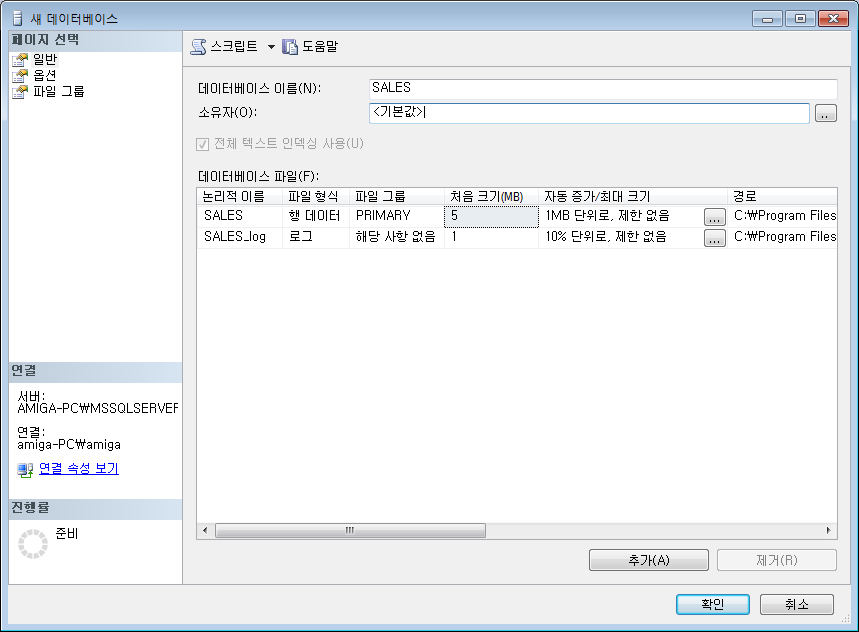 새 데이터베이스
페이지 선택
일반
옵션
파일 그룹
스크립트 도움말
데이터베이스 이름(N): SALES
소유자(O): <기본값>
전체 텍스트 인덱싱 사용(U)
데이터베이스 파일(F):
논리적 이름 파일 형식 파일 그룹 처음 크기(MB) 자동 증가/최대 크기 경로
SALES 행 데이터 PRIMARY 5 1MB 단위로, 제한 없음 ... C:₩Program Files
SALES_log 로그 해당 사항 없음 1 10% 단위로, 제한 없음 ... C:₩Program Files
연결
서버:
AMIGA-PC₩MSSQLSERVER
연결:
amiga-PC₩amiga
연결 속성 보기
진행률
준비
추가(A) 제거(R)
확인 취소